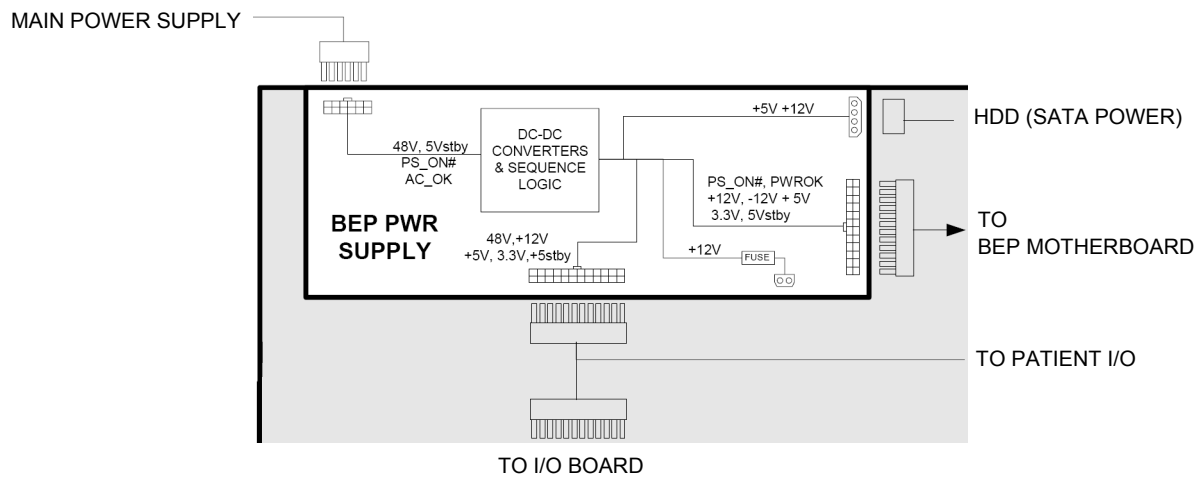 MAIN POWER SUPPLY
+5V +12V
HDD (SATA POWER)
DC-DC
CONVERTERS
& SEQUENCE
LOGIC
48V, 5Vstby
PS_ON#
AC_OK
PS_ON#, PWROK
+12V, -12V + 5V
3.3V, 5Vstby
BEP PWR
SUPPLY
TO
BEP MOTHERBOARD
48V,+12V
+5V, 3.3V,+5stby
+12V
FUSE
TO PATIENT I/O
TO I/O BOARD